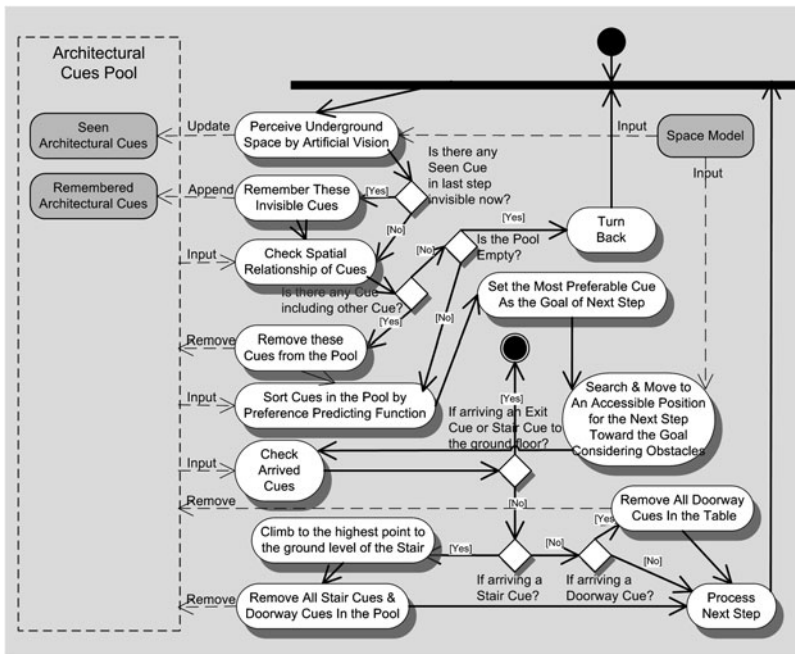 Architectural
Cues Pool
Seen
Architectural Cues
Update
Perceive Underground
Space by Artificial Vision
Input
Space Model
Input
Is there any
Seen Cue
in last step
invisible now?
Remembered
Architectural Cues
Append
Remember These
Invisible Cues
[Yes]
[No]
Input
Check Spatial
Relationship of Cues
[No]
[Yes]
Is the Pool
Empty?
Turn
Back
Is there any Cue
including other Cue?
[Yes]
[No]
Set the Most Preferable Cue
As the Goal of Next Step
Remove
Remove these
Cues from the Pool
Input
Sort Cues in the Pool by
Preference Predicting Function
[Yes]
If arriving an Exit
Cue or Stair Cue to
the ground floor?
Search & Move to
An Accessible Position
for the Next Step
Toward the Goal
Considering Obstacles
Input
Check
Arrived
Cues
Remove
[No]
Remove All Doorway
Cues In the Table
Climb to the highest point to
the ground level of the Stair
[Yes]
[No]
[Yes]
[No]
If arriving a
Stair Cue?
If arriving a
Doorway Cue?
Remove
Remove All Stair Cues &
Doorway Cues In the Pool
Process
Next Step